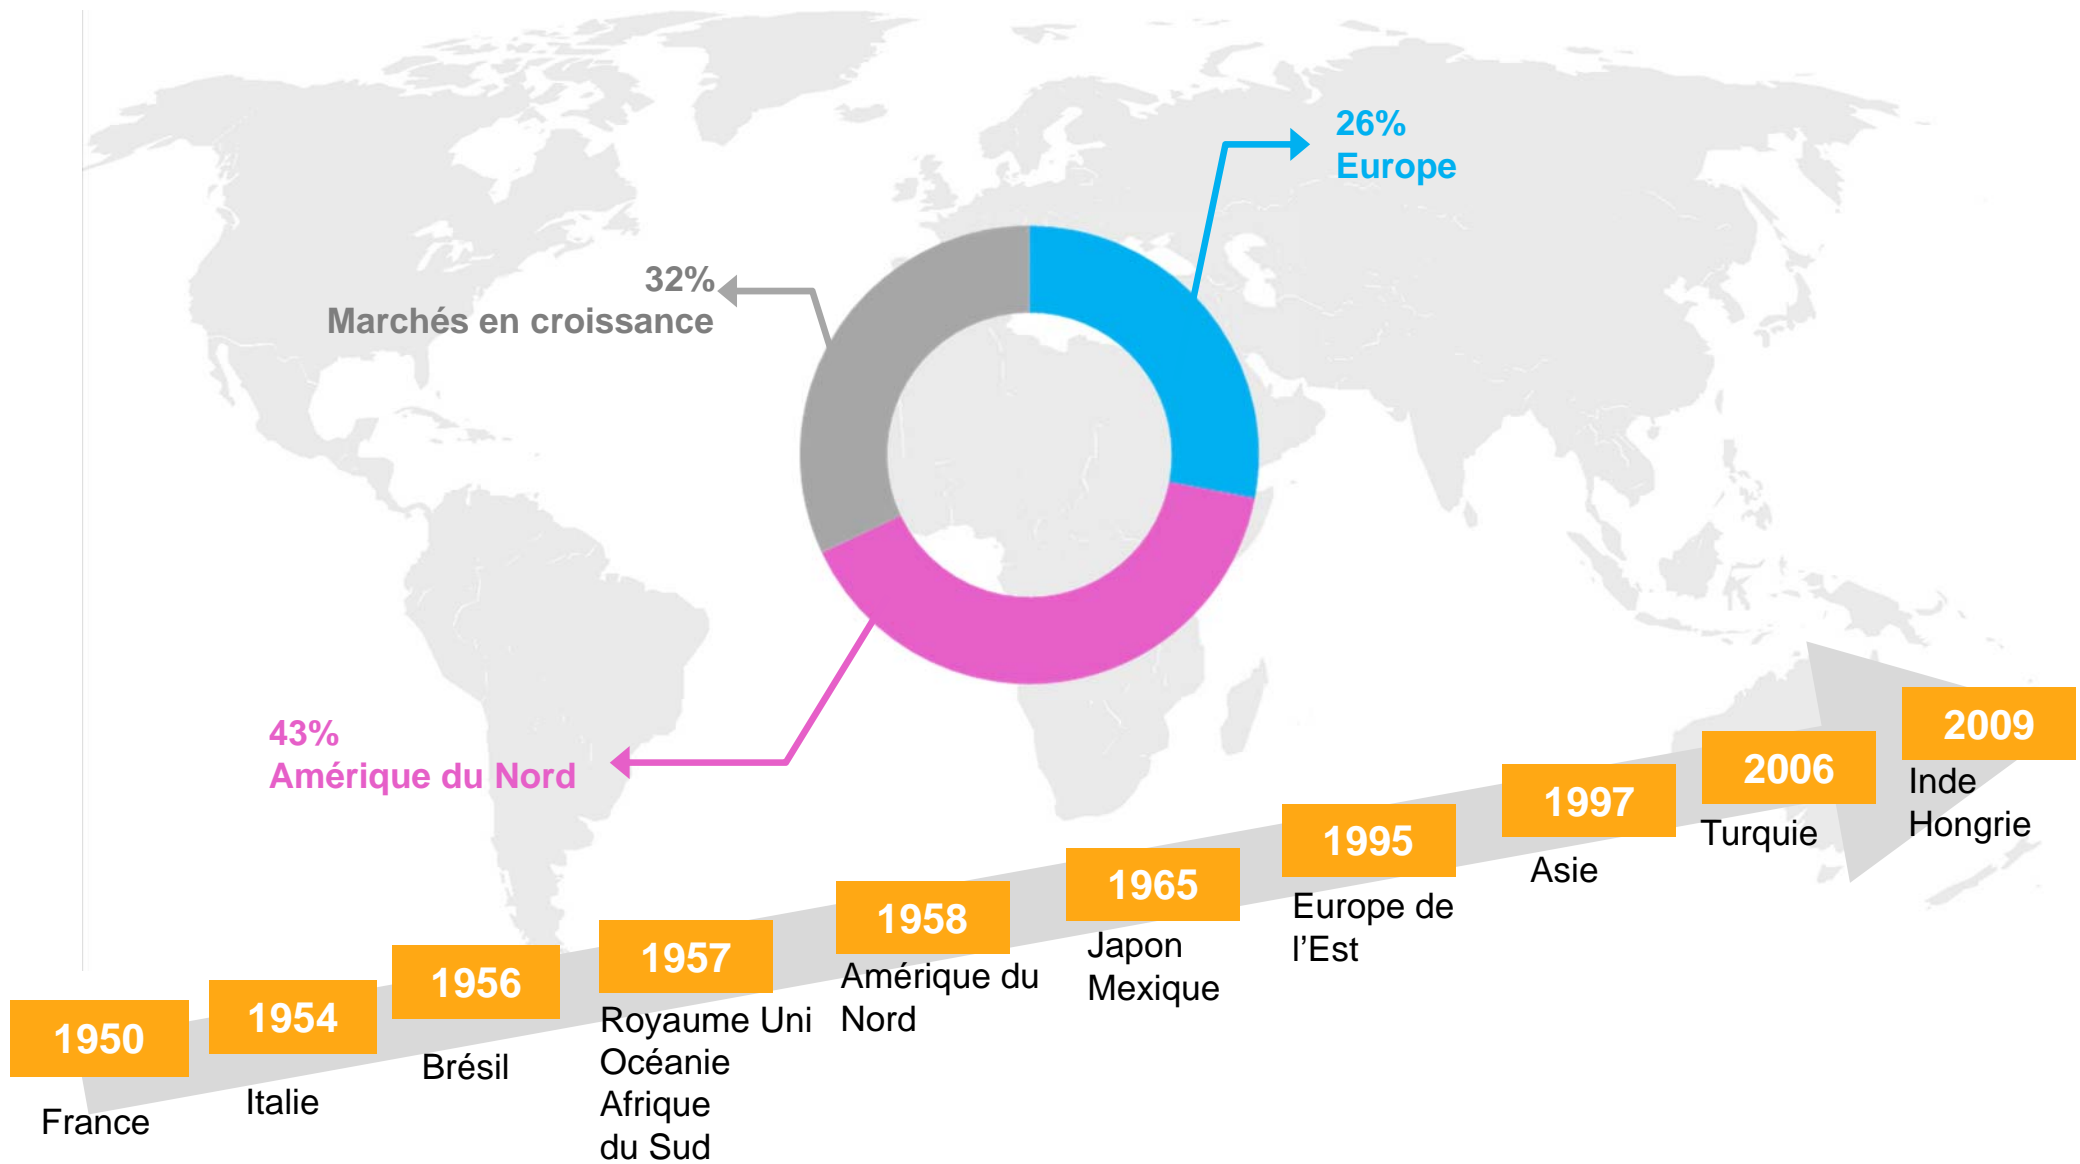 26%
Europe
32%
Marchés en croissance
43%
Amérique du Nord
1950
France
1954
Italie
1956
Brésil
1957
Royaume Uni
Océanie
Afrique
du Sud
1958
Amérique du
Nord
1965
Japon
Mexique
1995
Europe de
l’Est
1997
Asie
2006
Turquie
2009
Inde
Hongrie